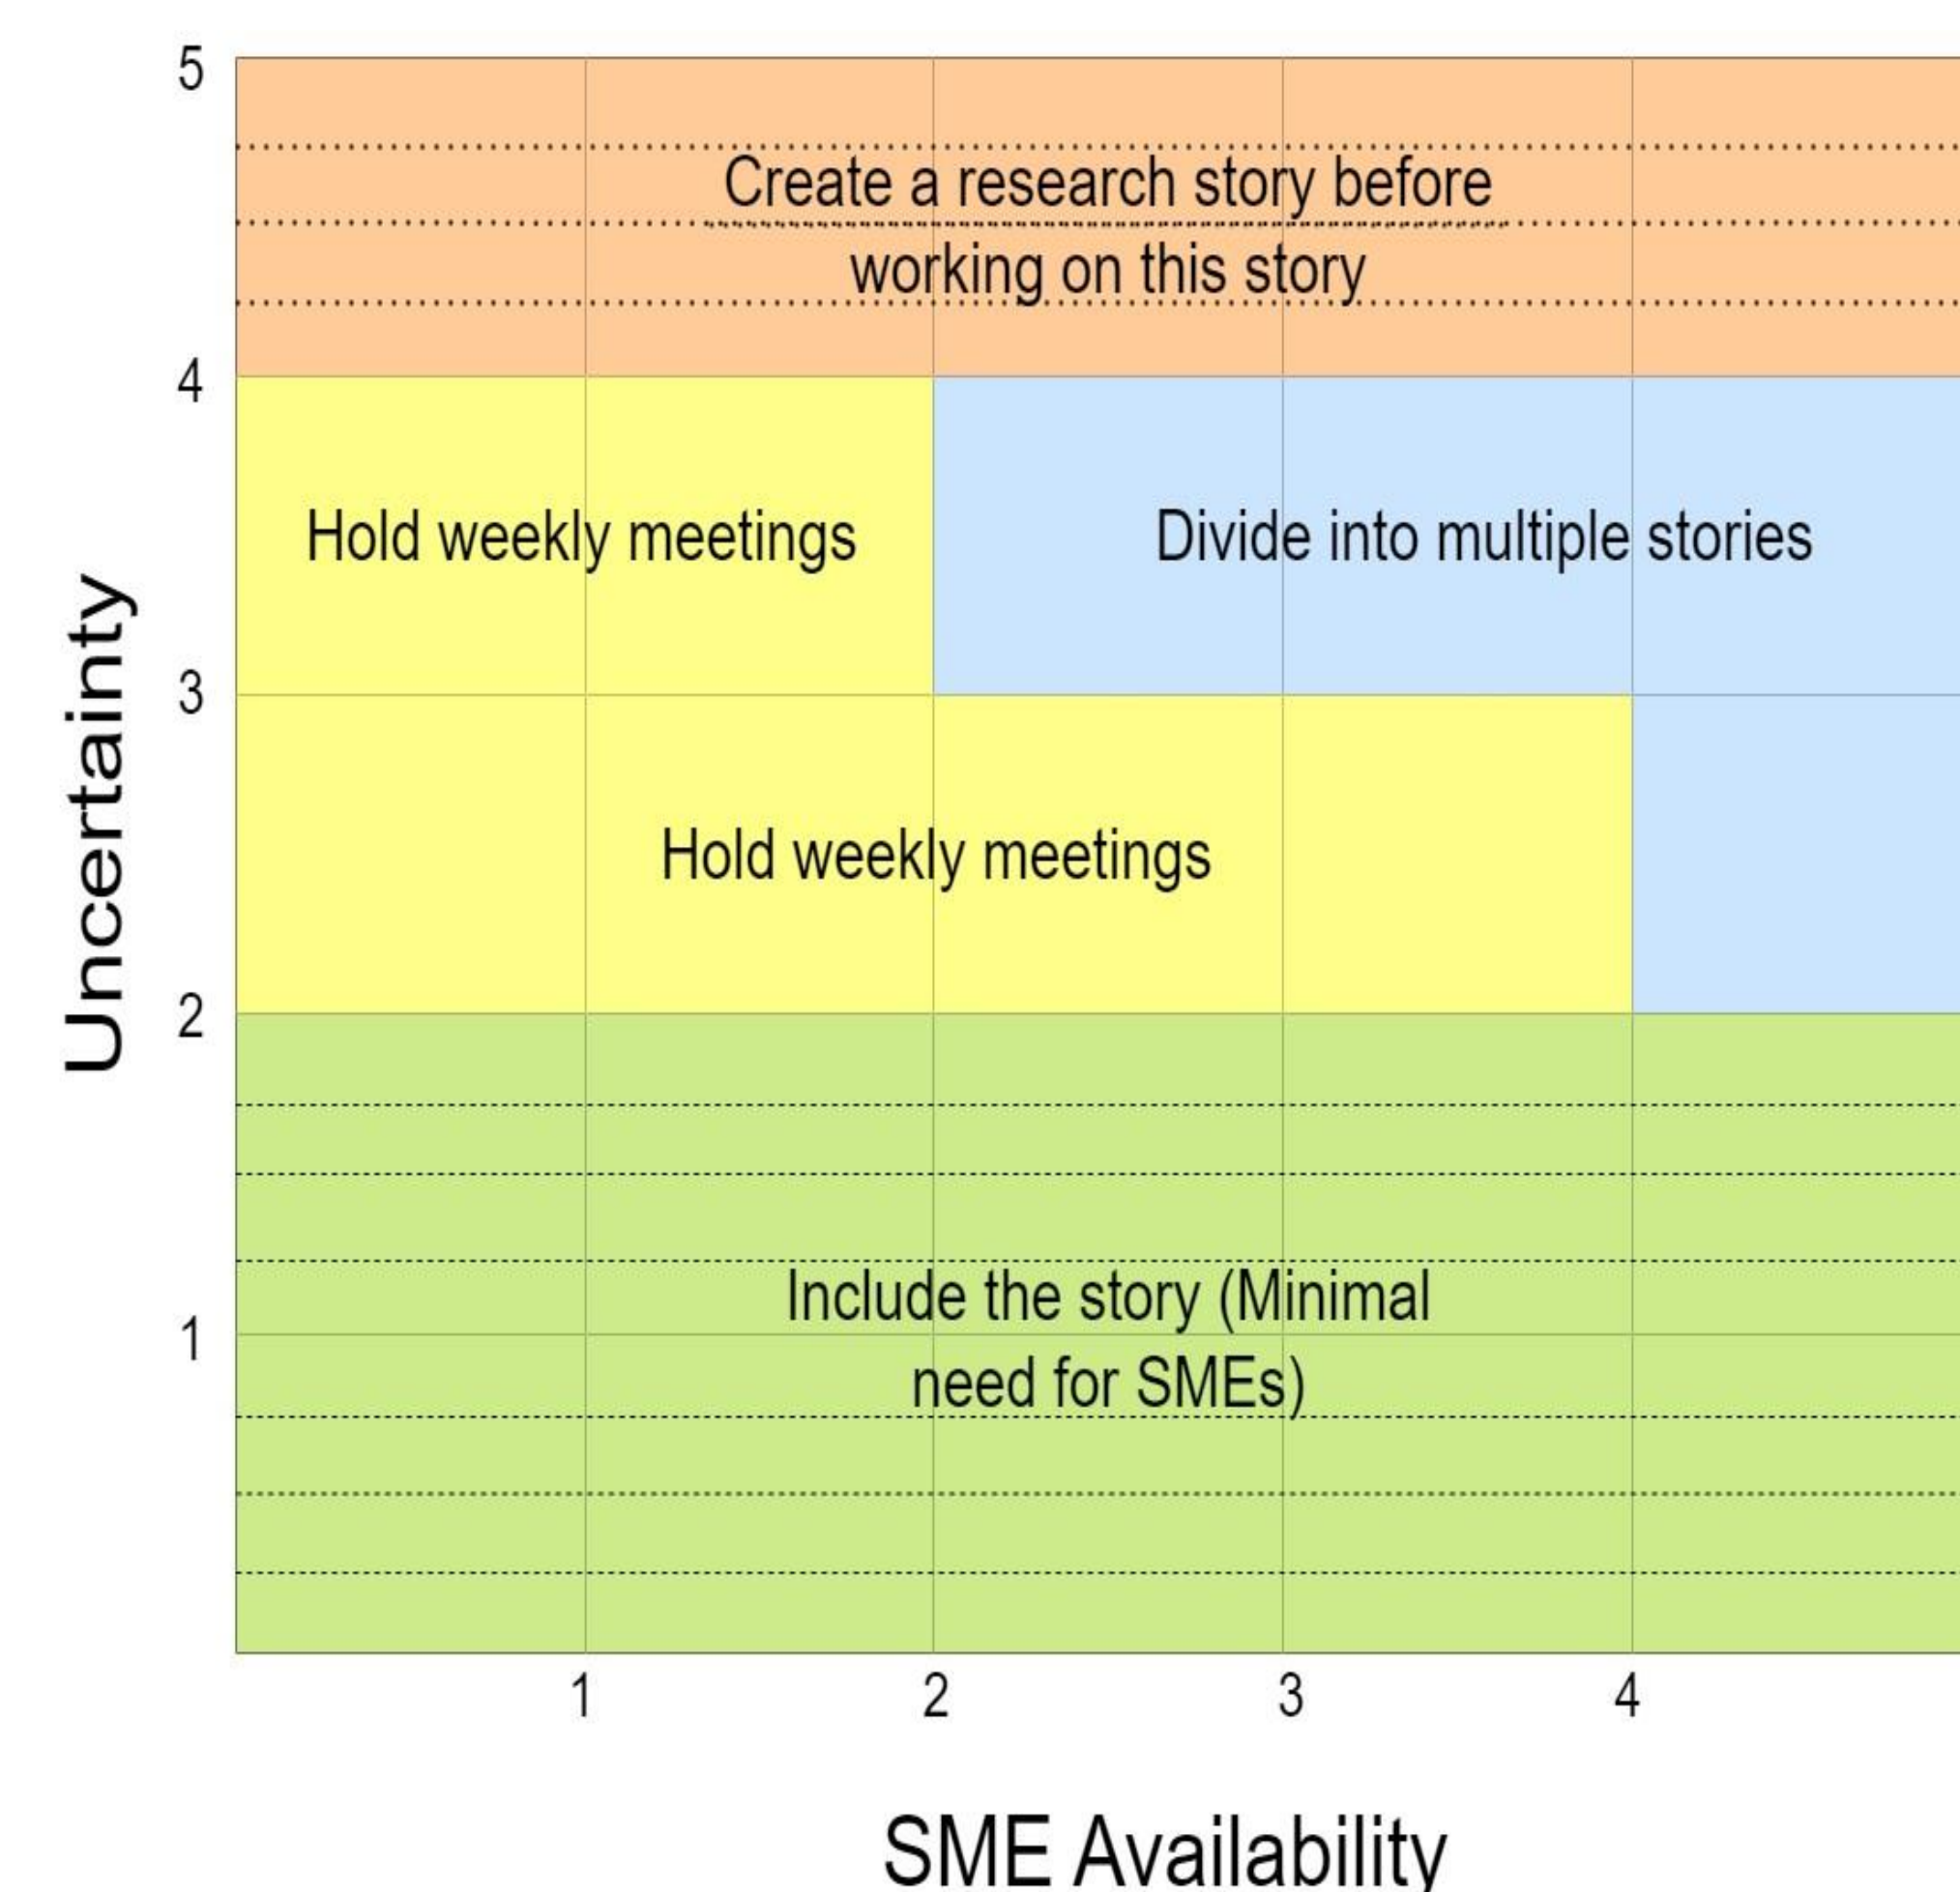 5
Create a research story before
working on this story
4
Hold weekly meetings
Divide into multiple stories
3
Hold weekly meetings
2
Include the story (Minimal
need for SMEs)
1
Uncertainty
1 2 3 4
SME Availability